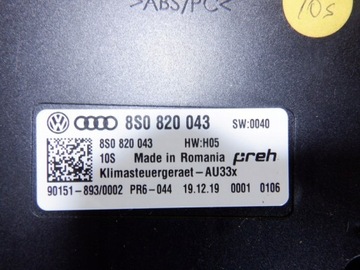 >ABS/PC<
10s
8S0 820 043 SW:0040
8S0 820 043 HW:H05
10S Made in Romania preh
Klimasteuergeraet-AU33x
90151-893/0002 PR6-044 19.12.19 0001 0106